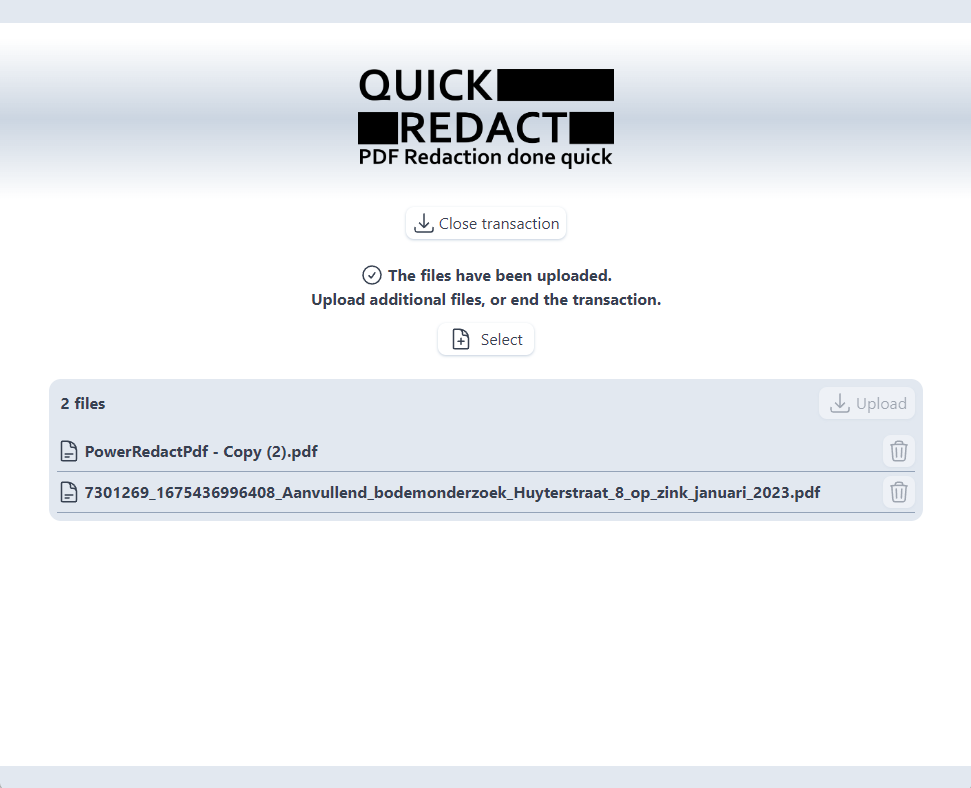 QUICK
REDACT
PDF Redaction done quick
Close transaction
The files have been uploaded.
Upload additional files, or end the transaction.
Select
2 files
Upload
PowerRedactPdf - Copy (2).pdf
7301269_1675436996408_Aanvullend_bodemonderzoek_Huyterstraat_8_op_zink_januari_2023.pdf